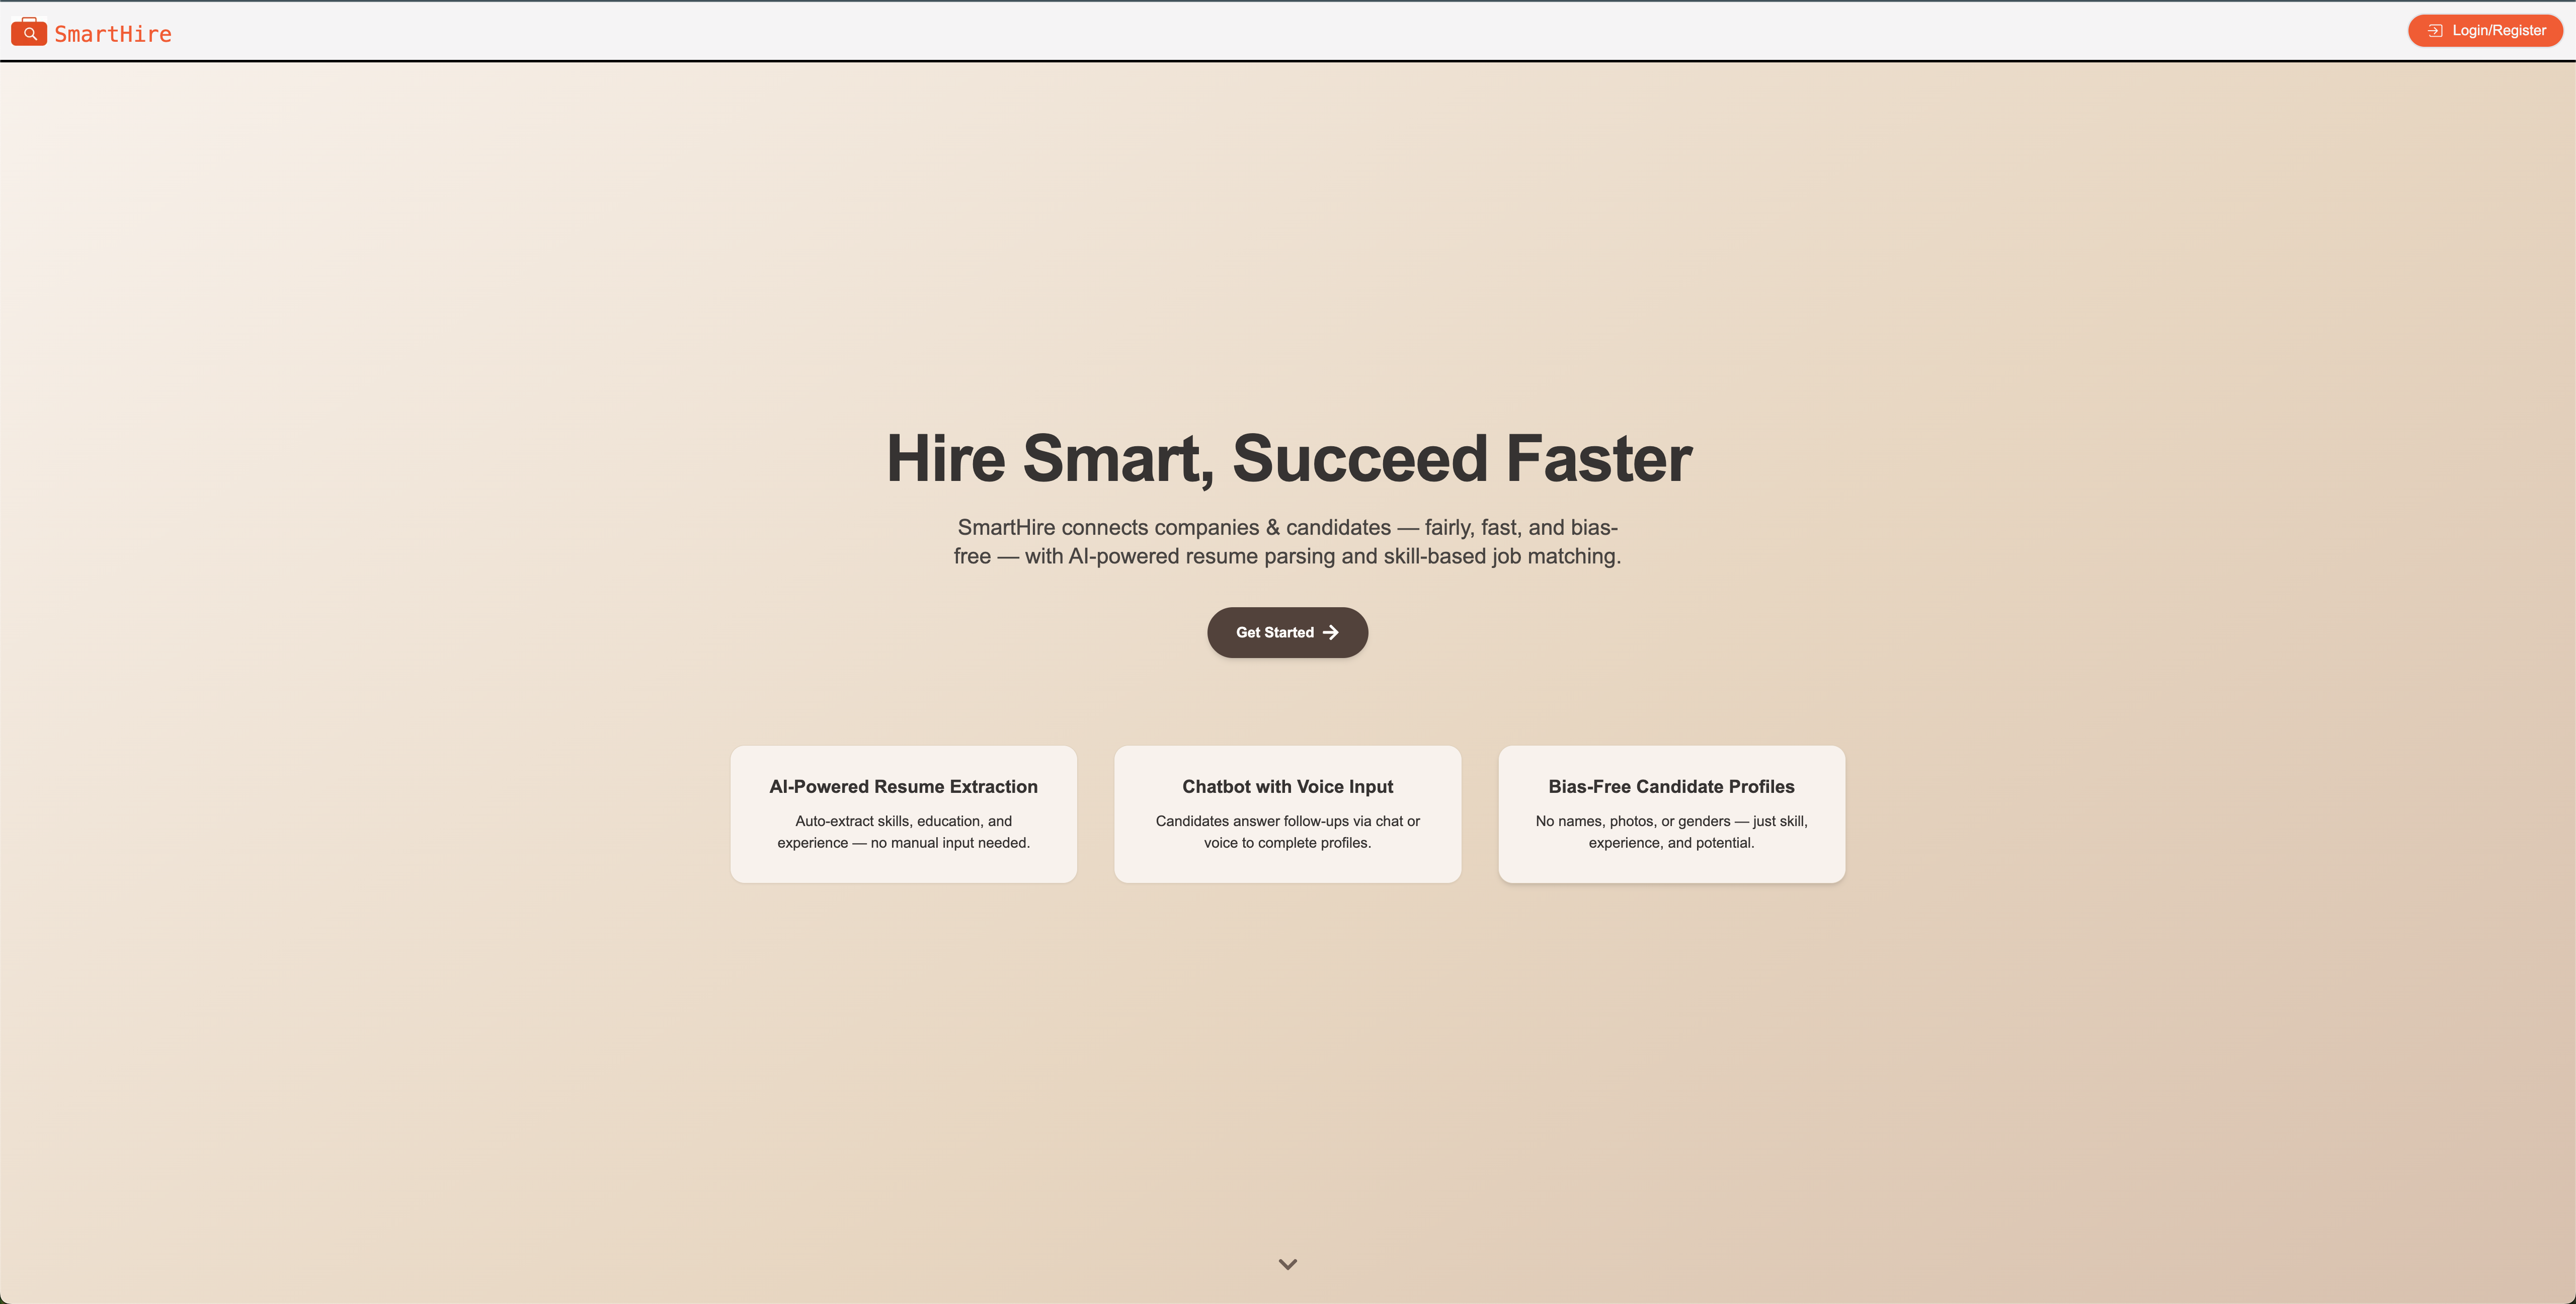 SmartHire
Login/Register
Hire Smart, Succeed Faster
SmartHire connects companies & candidates — fairly, fast, and bias-
free — with AI-powered resume parsing and skill-based job matching.
Get Started
AI-Powered Resume Extraction
Auto-extract skills, education, and
experience — no manual input needed.
Chatbot with Voice Input
Candidates answer follow-ups via chat or
voice to complete profiles.
Bias-Free Candidate Profiles
No names, photos, or genders — just skill,
experience, and potential.